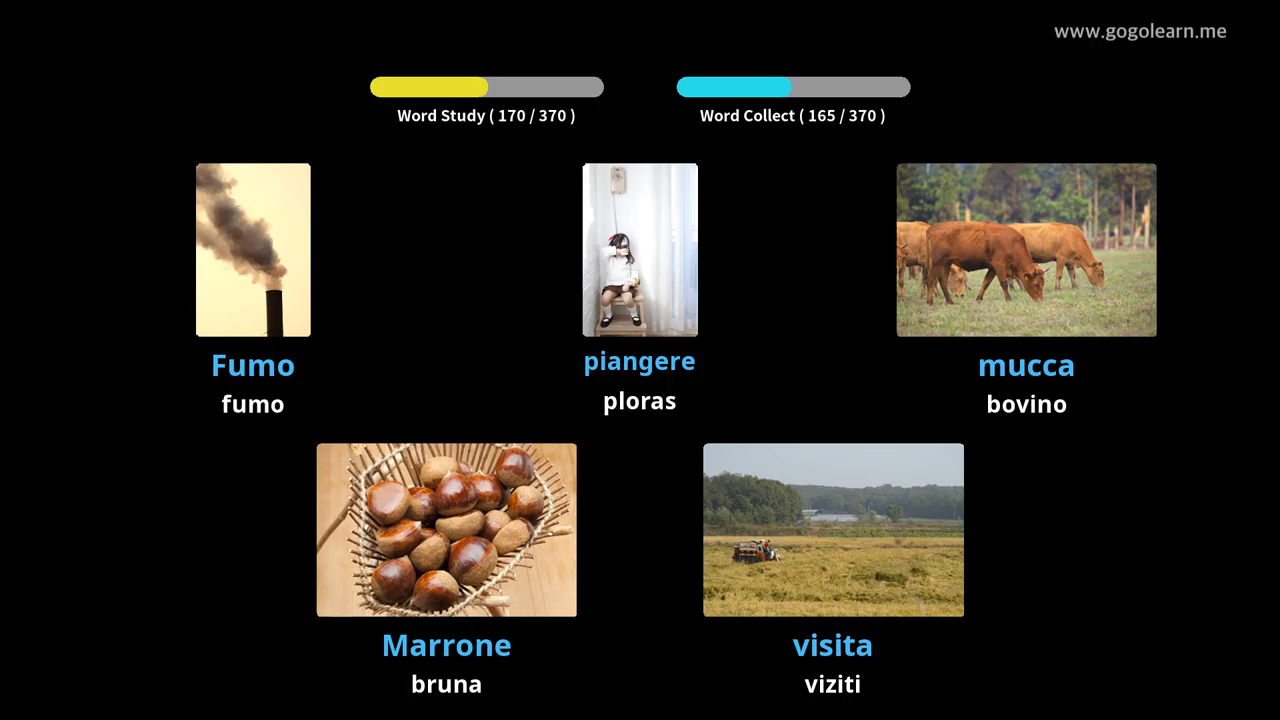 www.gogolearn.me
Word Study ( 170 / 370 )
Word Collect ( 165 / 370 )
Fumo
fumo
piangere
ploras
mucca
bovino
Marrone
bruna
visita
viziti